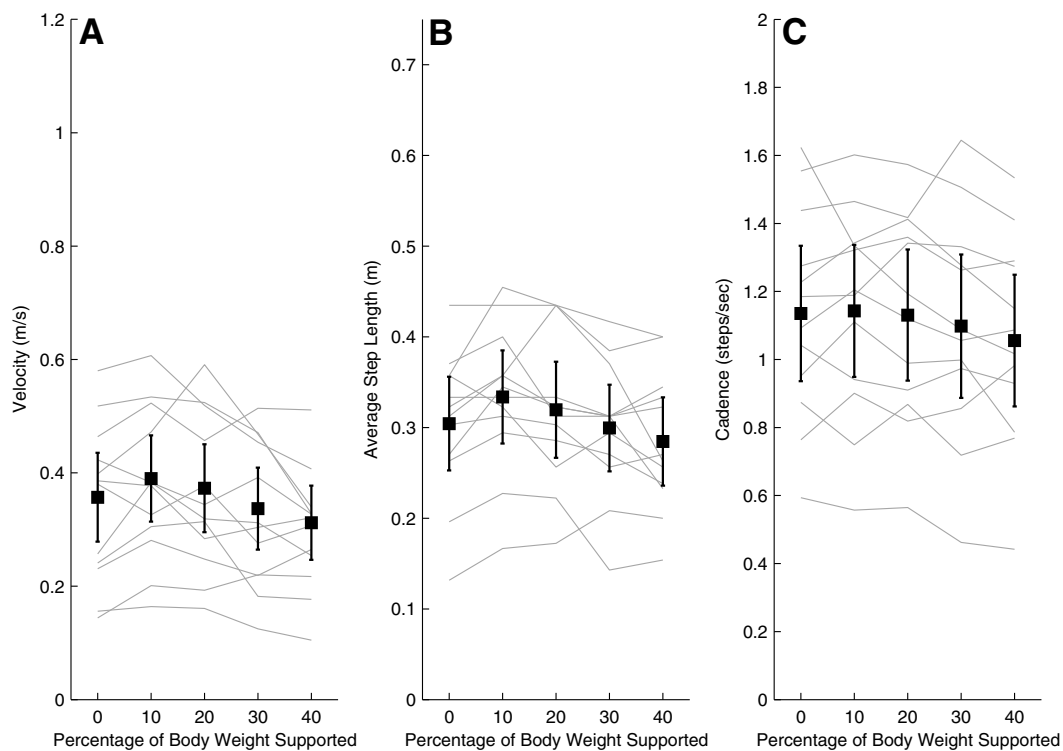 A
Velocity (m/s)
1.2
1
0.8
0.6
0.4
0.2
0
0 10 20 30 40
Percentage of Body Weight Supported
B
Average Step Length (m)
0.7
0.6
0.5
0.4
0.3
0.2
0.1
0
0 10 20 30 40
Percentage of Body Weight Supported
C
Cadence (steps/sec)
2
1.8
1.6
1.4
1.2
1
0.8
0.6
0.4
0.2
0
0 10 20 30 40
Percentage of Body Weight Supported